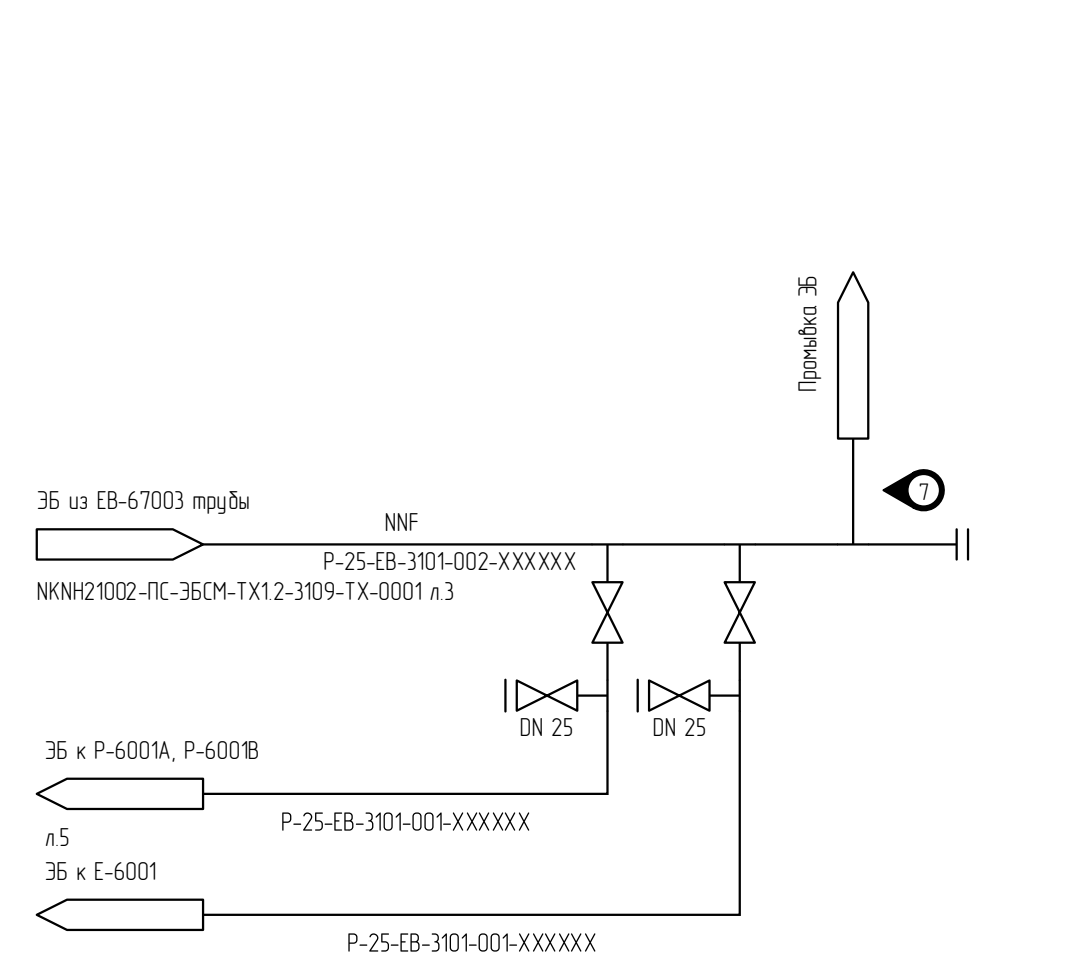 Промывка ЭБ
7
ЭБ из ЕВ-67003 трубы
NNF
P-25-EB-3101-002-XXXXXX
NKNH21002-ПС-ЭБСМ-ТХ1.2-3109-ТХ-0001 л.3
DN 25
DN 25
ЭБ к Р-6001А, Р-6001В
P-25-EB-3101-001-XXXXXX
л.5
ЭБ к Е-6001
P-25-EB-3101-001-XXXXXX